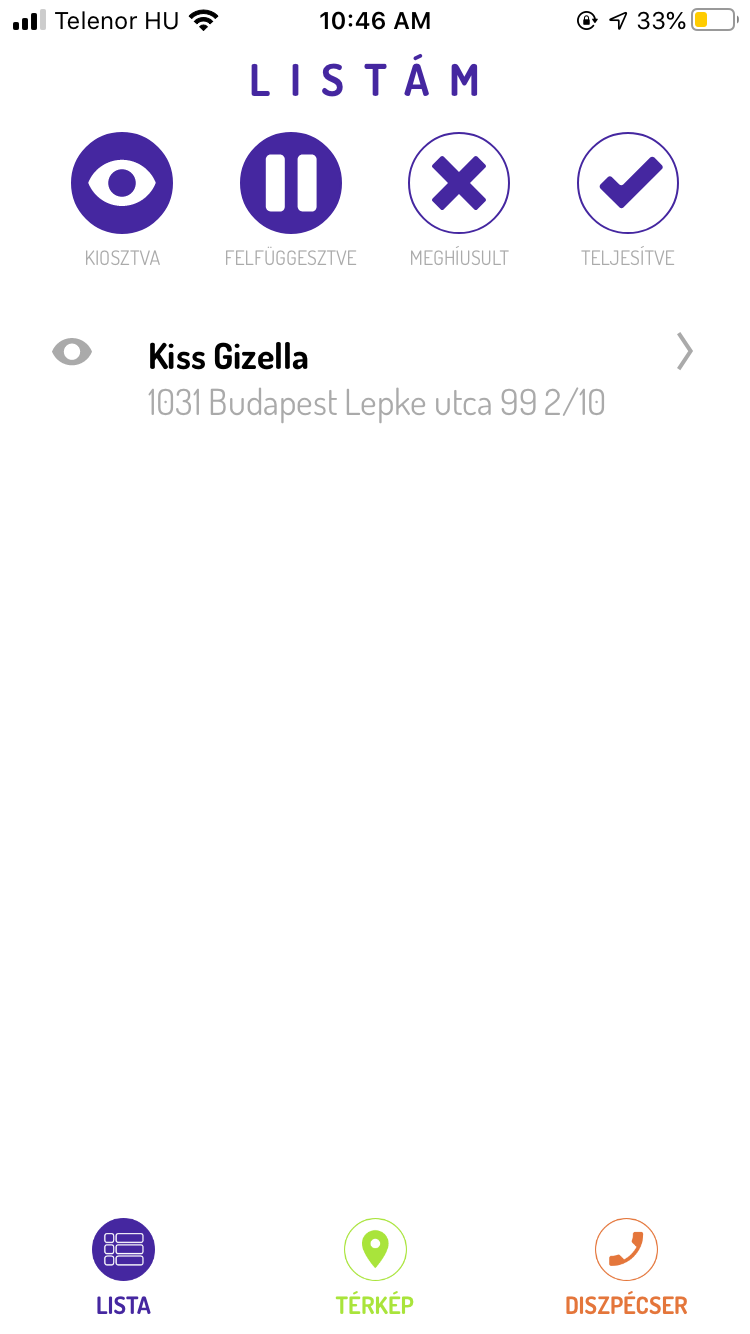 Telenor HU 10:46 AM 33%
LISTÁM
KIOSZTVA FELFÜGGESZTVE MEGHÍUSULT TELJESÍTVE
Kiss Gizella
1031 Budapest Lepke utca 99 2/10
LISTA TÉRKÉP DISZPÉCSER